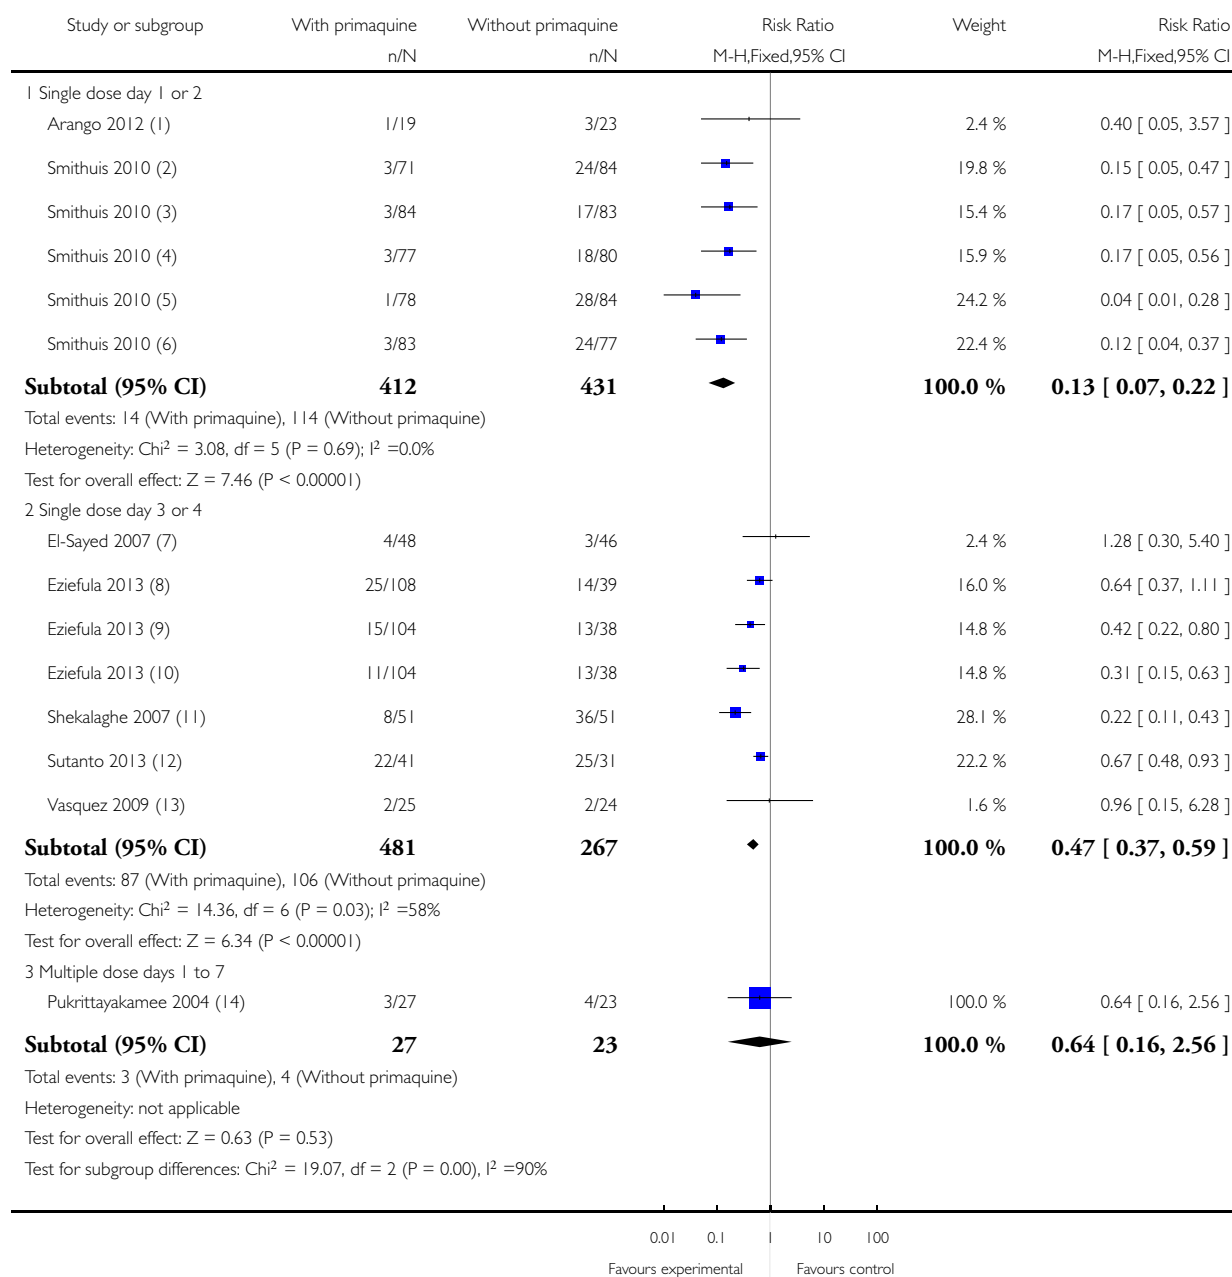 Study or subgroup With primaquine Without primaquine Risk Ratio Weight Risk Ratio
n/N n/N M-H,Fixed,95% CI M-H,Fixed,95% CI
1 Single dose day 1 or 2
Arango 2012 (1) 1/19 3/23 2.4 % 0.40 [ 0.05, 3.57 ]
Smithuis 2010 (2) 3/71 24/84 19.8 % 0.15 [ 0.05, 0.47 ]
Smithuis 2010 (3) 3/84 17/83 15.4 % 0.17 [ 0.05, 0.57 ]
Smithuis 2010 (4) 3/77 18/80 15.9 % 0.17 [ 0.05, 0.56 ]
Smithuis 2010 (5) 1/78 28/84 24.2 % 0.04 [ 0.01, 0.28 ]
Smithuis 2010 (6) 3/83 24/77 22.4 % 0.12 [ 0.04, 0.37 ]
Subtotal (95% CI) 412 431 100.0 % 0.13 [ 0.07, 0.22 ]
Total events: 14 (With primaquine), 114 (Without primaquine)
Heterogeneity: Chi² = 3.08, df = 5 (P = 0.69); I² =0.0%
Test for overall effect: Z = 7.46 (P < 0.00001)
2 Single dose day 3 or 4
El-Sayed 2007 (7) 4/48 3/46 2.4 % 1.28 [ 0.30, 5.40 ]
Eziefula 2013 (8) 25/108 14/39 16.0 % 0.64 [ 0.37, 1.11 ]
Eziefula 2013 (9) 15/104 13/38 14.8 % 0.42 [ 0.22, 0.80 ]
Eziefula 2013 (10) 11/104 13/38 14.8 % 0.31 [ 0.15, 0.63 ]
Shekalaghe 2007 (11) 8/51 36/51 28.1 % 0.22 [ 0.11, 0.43 ]
Sutanto 2013 (12) 22/41 25/31 22.2 % 0.67 [ 0.48, 0.93 ]
Vasquez 2009 (13) 2/25 2/24 1.6 % 0.96 [ 0.15, 6.28 ]
Subtotal (95% CI) 481 267 100.0 % 0.47 [ 0.37, 0.59 ]
Total events: 87 (With primaquine), 106 (Without primaquine)
Heterogeneity: Chi² = 14.36, df = 6 (P = 0.03); I² =58%
Test for overall effect: Z = 6.34 (P < 0.00001)
3 Multiple dose days 1 to 7
Pukrittayakamee 2004 (14) 3/27 4/23 100.0 % 0.64 [ 0.16, 2.56 ]
Subtotal (95% CI) 27 23 100.0 % 0.64 [ 0.16, 2.56 ]
Total events: 3 (With primaquine), 4 (Without primaquine)
Heterogeneity: not applicable
Test for overall effect: Z = 0.63 (P = 0.53)
Test for subgroup differences: Chi² = 19.07, df = 2 (P = 0.00), I² =90%
0.01 0.1 1 10 100
Favours experimental Favours control